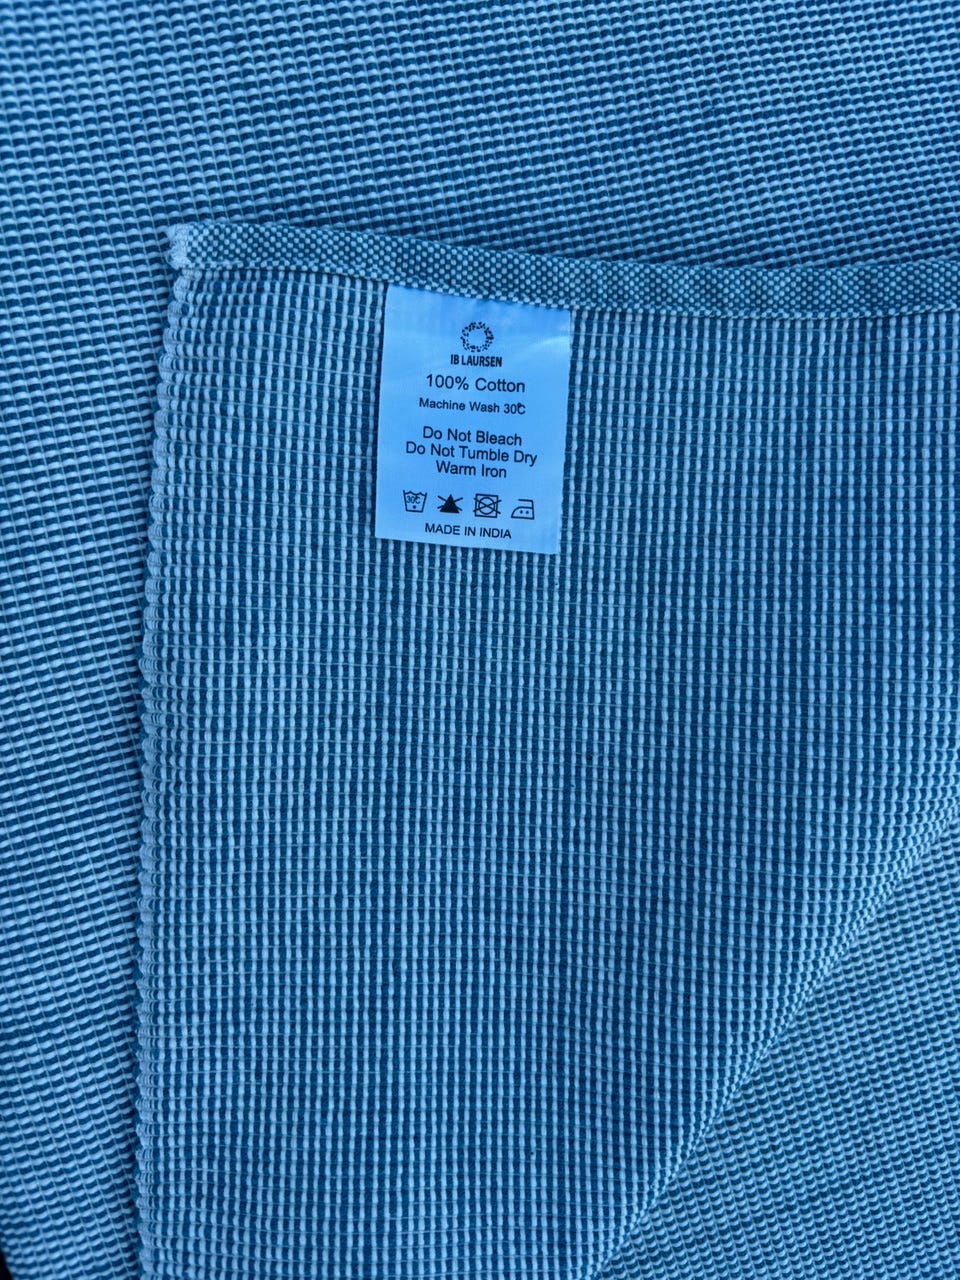 IB LAURSEN
100% Cotton
Machine Wash 30°C
Do Not Bleach
Do Not Tumble Dry
Warm Iron
30C
MADE IN INDIA